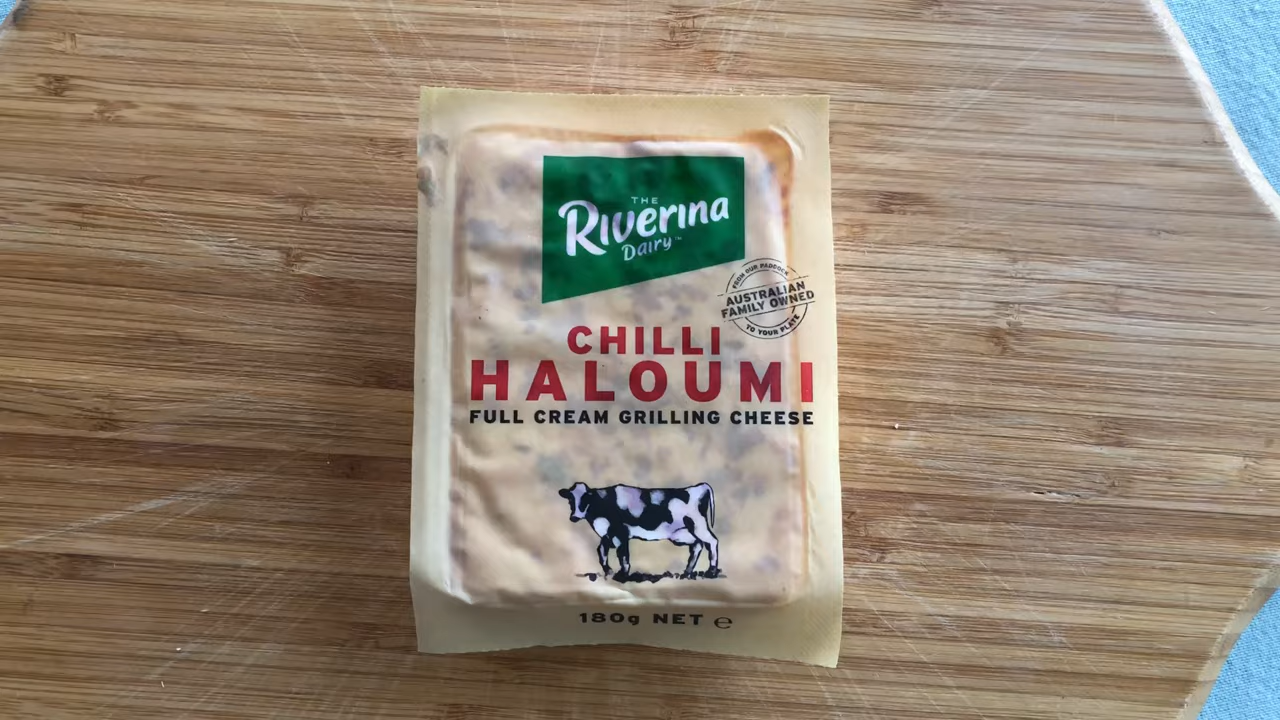 THE
Riverina
Dairy™
FROM OUR PADDOCK
AUSTRALIAN
FAMILY OWNED
TO YOUR PLATE
CHILLI
HALOUMI
FULL CREAM GRILLING CHEESE
180g NET ℮